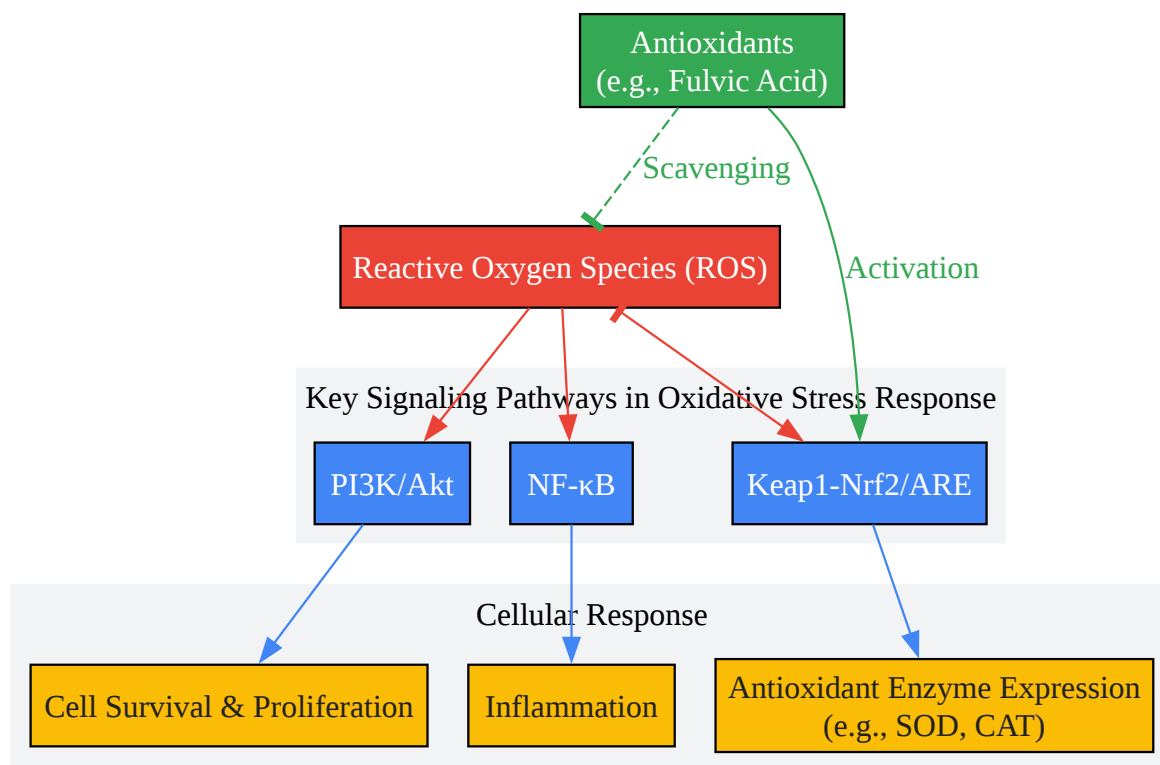 Antioxidants
(e.g., Fulvic Acid)
Scavenging
Reactive Oxygen Species (ROS)
Activation
Key Signaling Pathways in Oxidative Stress Response
PI3K/Akt
NF-κB
Keap1-Nrf2/ARE
Cellular Response
Cell Survival & Proliferation
Inflammation
Antioxidant Enzyme Expression
(e.g., SOD, CAT)